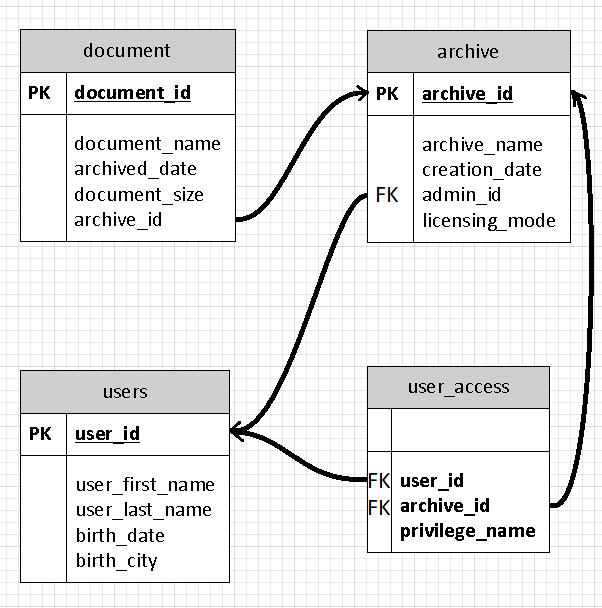 document
PK document_id
document_name
archived_date
document_size
archive_id
archive
PK archive_id
archive_name
creation_date
FK admin_id
licensing_mode
users
PK user_id
user_first_name
user_last_name
birth_date
birth_city
user_access
FK user_id
FK archive_id
privilege_name